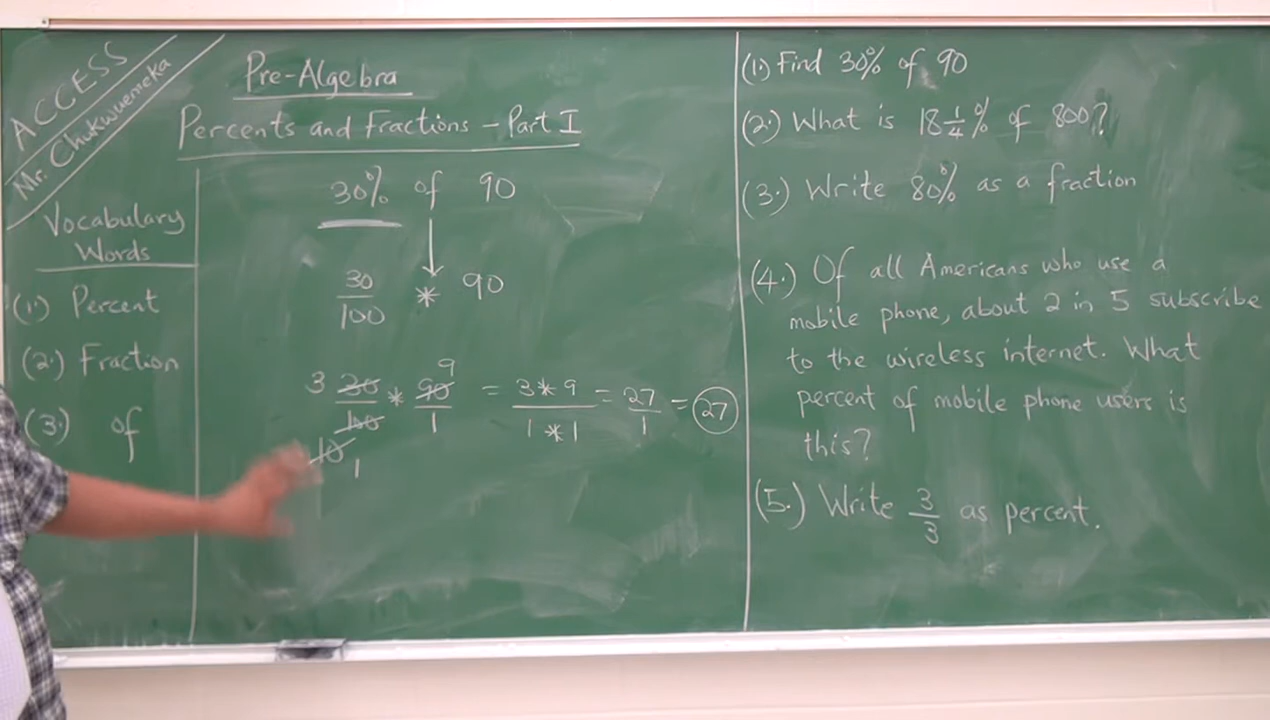 ACCESS
Mr. Chukwuemeka
Pre-Algebra
Percents and Fractions - Part I
Vocabulary
Words
(1.) Percent
(2.) Fraction
(3.) of
30% of 90
30/100 * 90
3 30/100 10 1 * 90/1 9 = 3*9/1*1 = 27/1 = 27
(1.) Find 30% of 90
(2.) What is 18 1/4 % of 800?
(3.) Write 80% as a fraction
(4.) Of all Americans who use a
mobile phone, about 2 in 5 subscribe
to the wireless internet. What
percent of mobile phone users is
this?
(5.) Write 3/3 as percent.